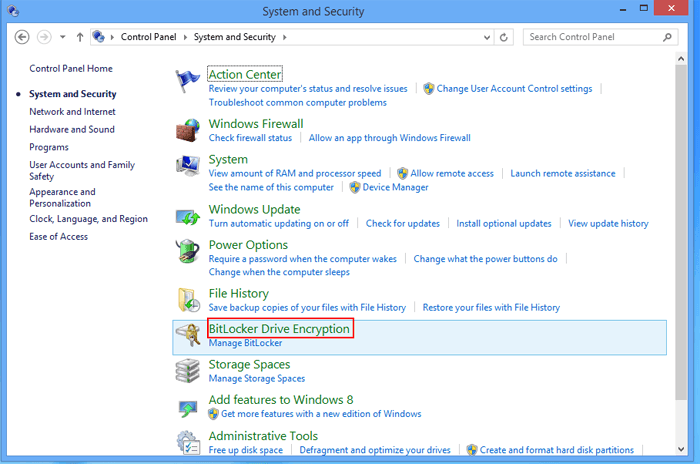 System and Security
Control Panel System and Security
Search Control Panel
Control Panel Home
System and Security
Network and Internet
Hardware and Sound
Programs
User Accounts and Family
Safety
Appearance and
Personalization
Clock, Language, and Region
Ease of Access
Action Center
Review your computer's status and resolve issues Change User Account Control settings
Troubleshoot common computer problems
Windows Firewall
Check firewall status Allow an app through Windows Firewall
System
View amount of RAM and processor speed Allow remote access Launch remote assistance
See the name of this computer Device Manager
Windows Update
Turn automatic updating on or off Check for updates Install optional updates View update history
Power Options
Require a password when the computer wakes Change what the power buttons do
Change when the computer sleeps
File History
Save backup copies of your files with File History Restore your files with File History
BitLocker Drive Encryption
Manage BitLocker
Storage Spaces
Manage Storage Spaces
Add features to Windows 8
Get more features with a new edition of Windows
Administrative Tools
Free up disk space Defragment and optimize your drives Create and format hard disk partitions